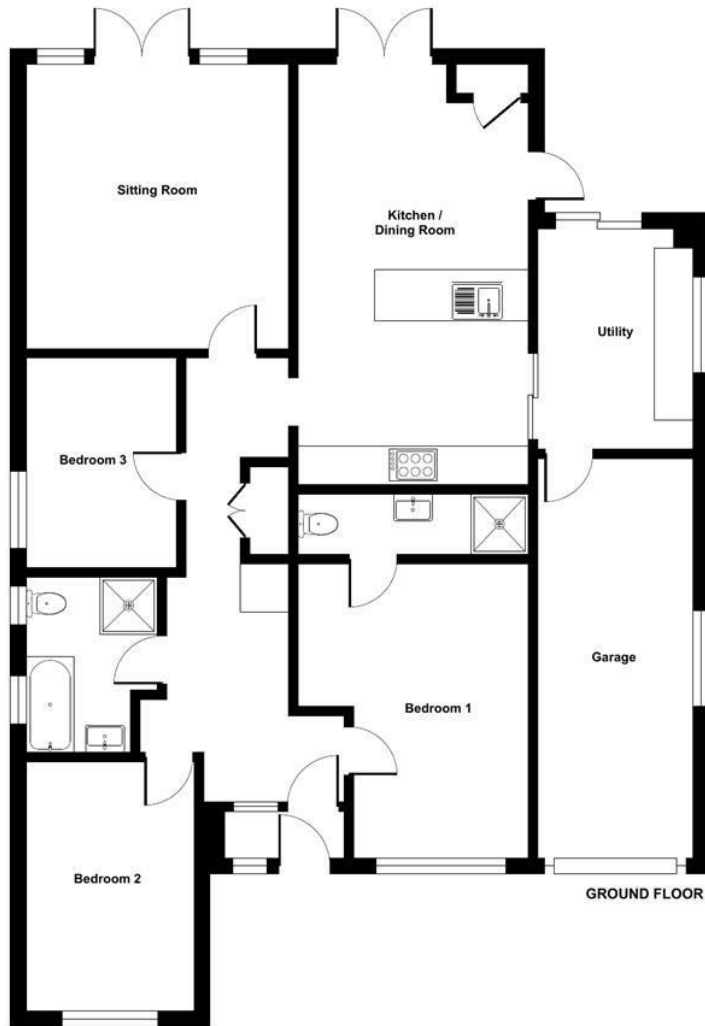 Sitting Room
Kitchen /
Dining Room
Utility
Bedroom 3
Garage
Bedroom 1
Bedroom 2
GROUND FLOOR